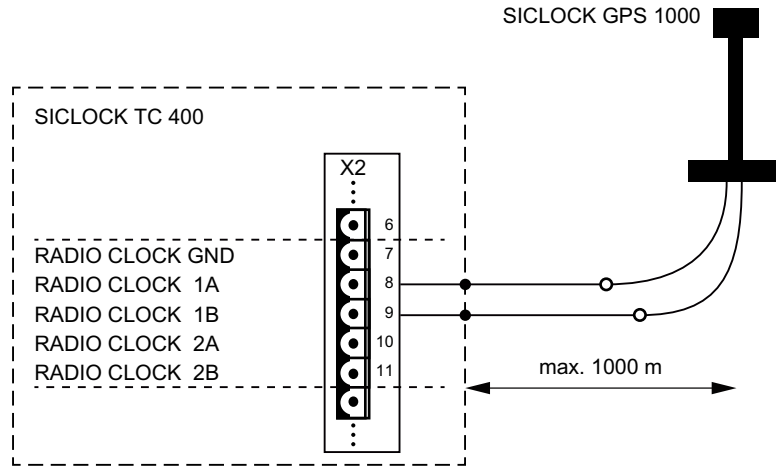 SICLOCK GPS 1000
SICLOCK TC 400
X2
6
RADIO CLOCK GND 7
RADIO CLOCK 1A 8
RADIO CLOCK 1B 9
RADIO CLOCK 2A 10
RADIO CLOCK 2B 11
max. 1000 m